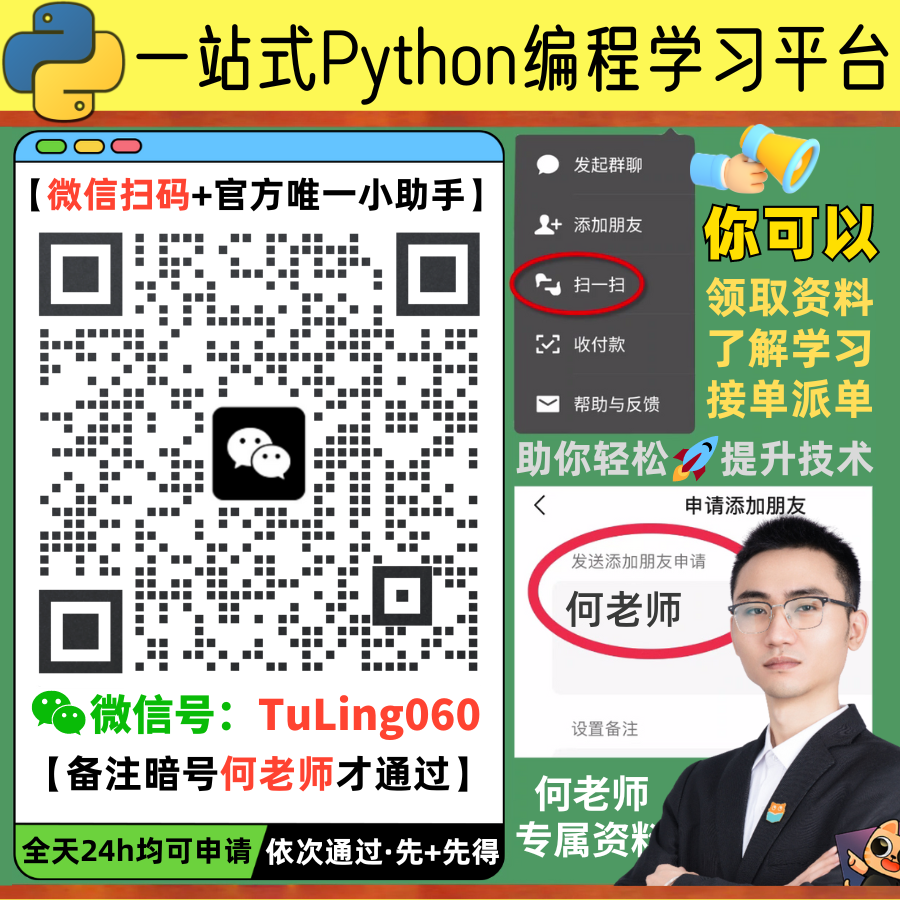 一站式Python编程学习平台
【微信扫码+官方唯一小助手】
微信号：TuLing060
【备注暗号何老师才通过】
全天24h均可申请
依次通过·先+先得
发起群聊
添加朋友
扫一扫
收付款
帮助与反馈
你可以
领取资料
了解学习
接单派单
助你轻松
提升技术
申请添加朋友
发送添加朋友申请
何老师
设置备注
何老师
专属资料